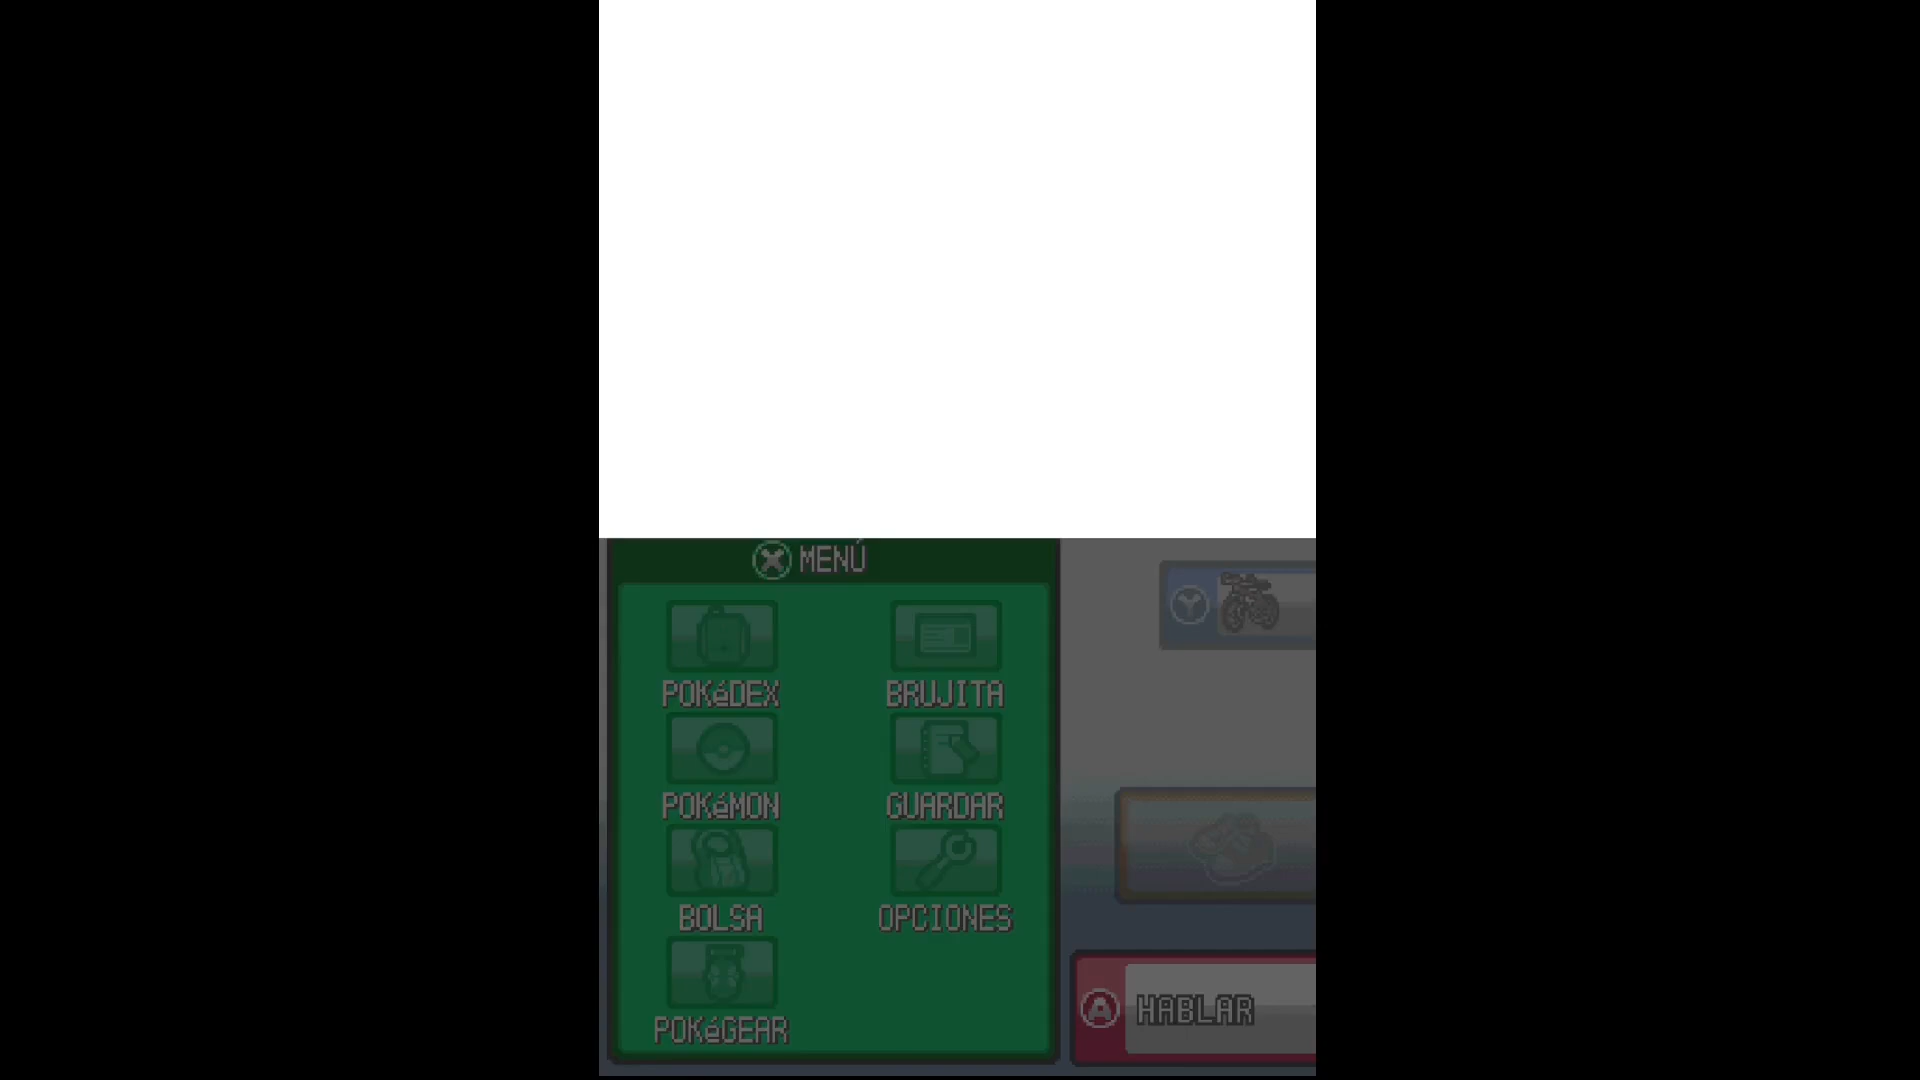 X MENÚ
Y
POKéDEX BRUJITA
POKéMON GUARDAR
BOLSA OPCIONES
POKéGEAR
A HABLAR